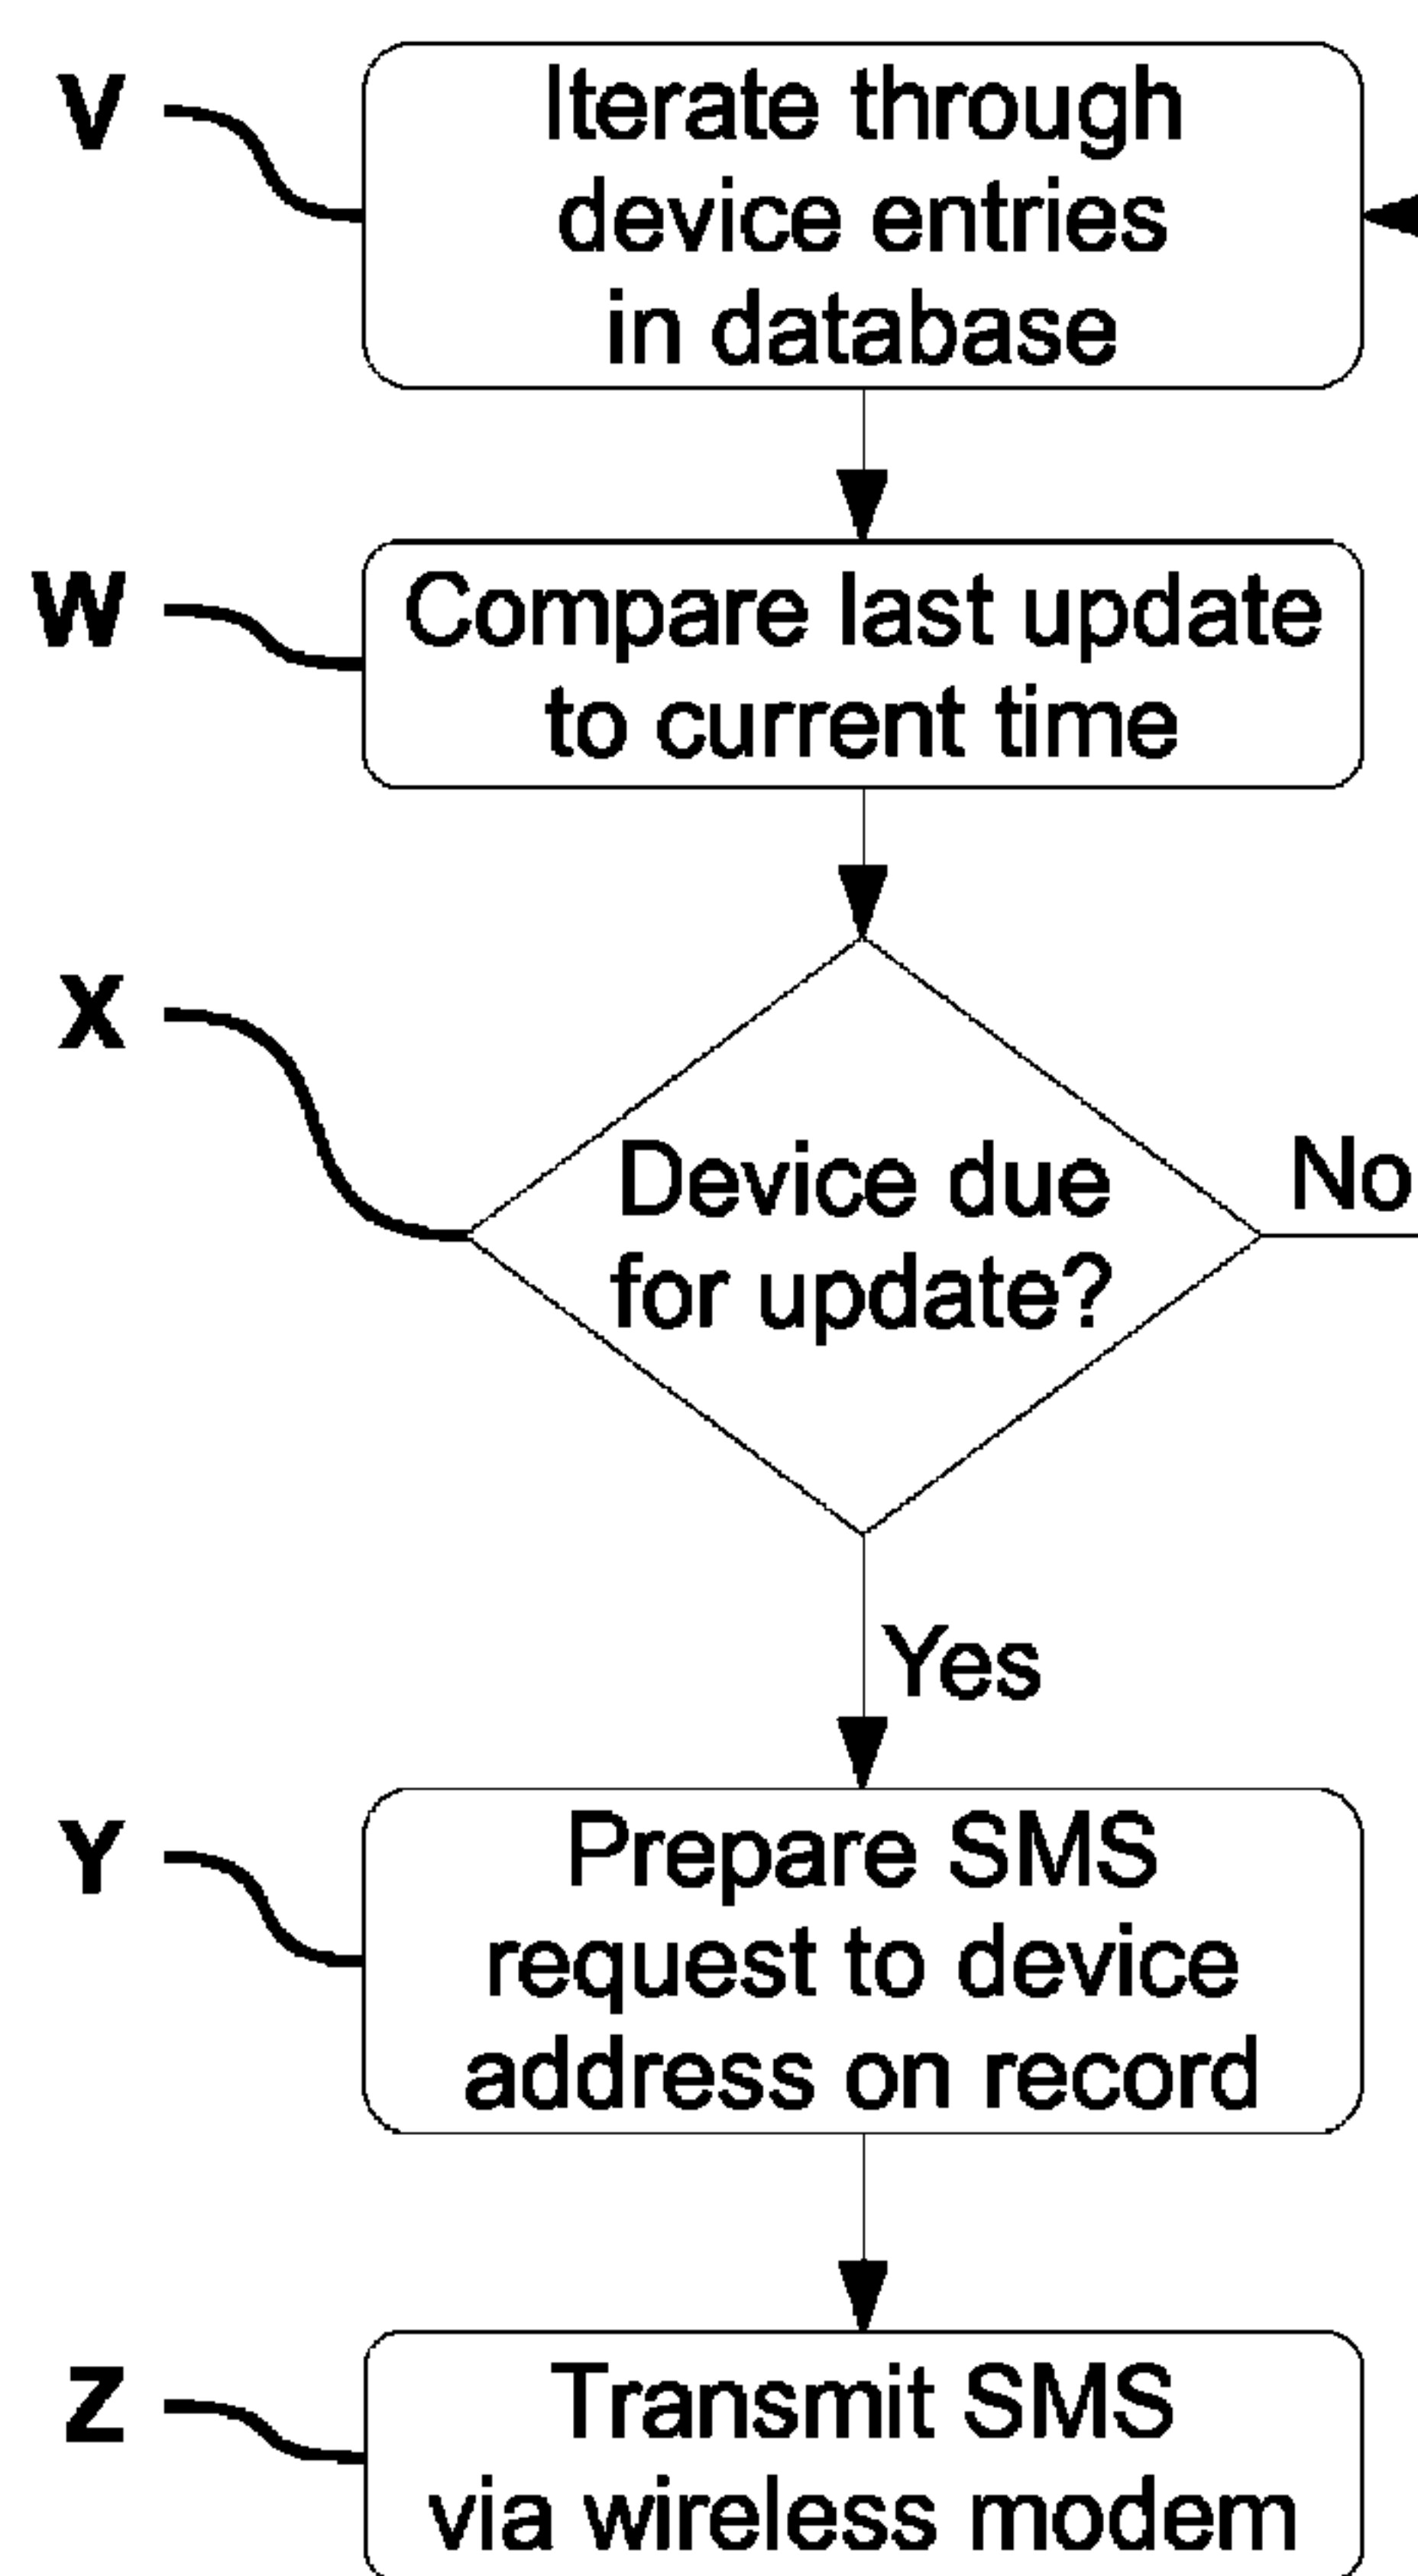 V
Iterate through
device entries
in database
W
Compare last update
to current time
X
Device due
for update?
No
Yes
Y
Prepare SMS
request to device
address on record
Z
Transmit SMS
via wireless modem